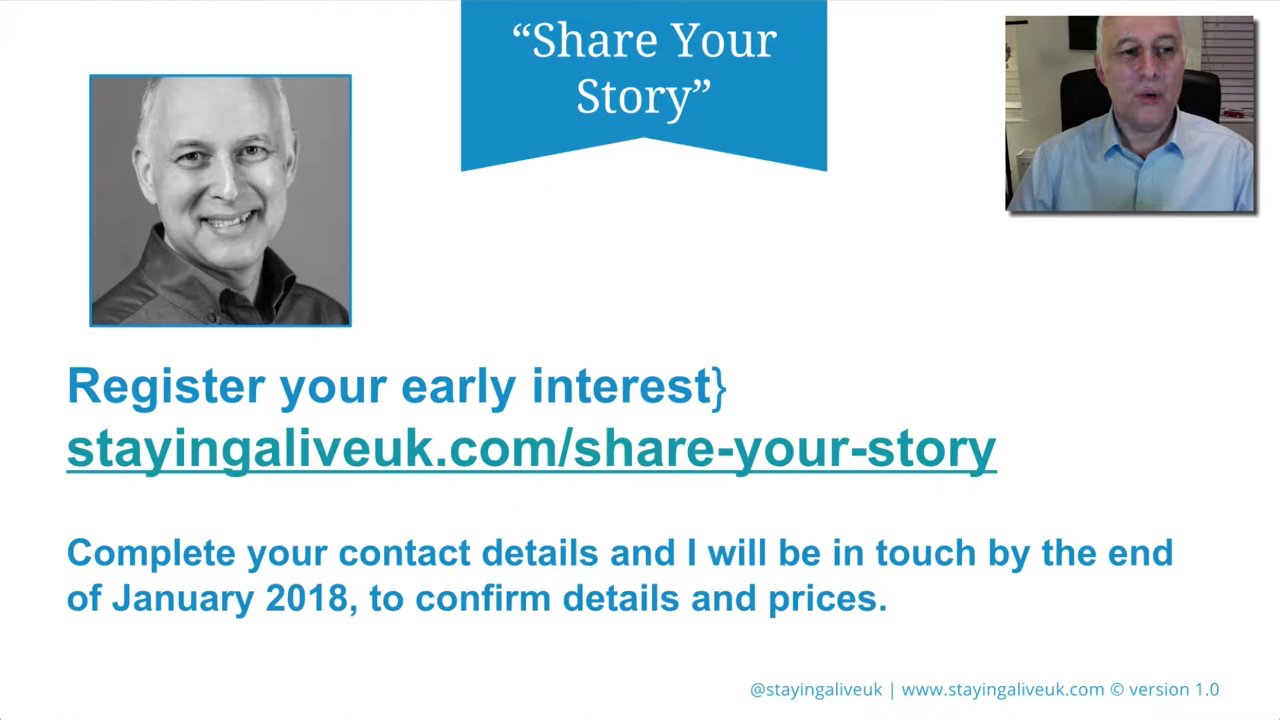 “Share Your
Story”
Register your early interest}
stayingaliveuk.com/share-your-story
Complete your contact details and I will be in touch by the end
of January 2018, to confirm details and prices.
@stayingaliveuk | www.stayingaliveuk.com © version 1.0